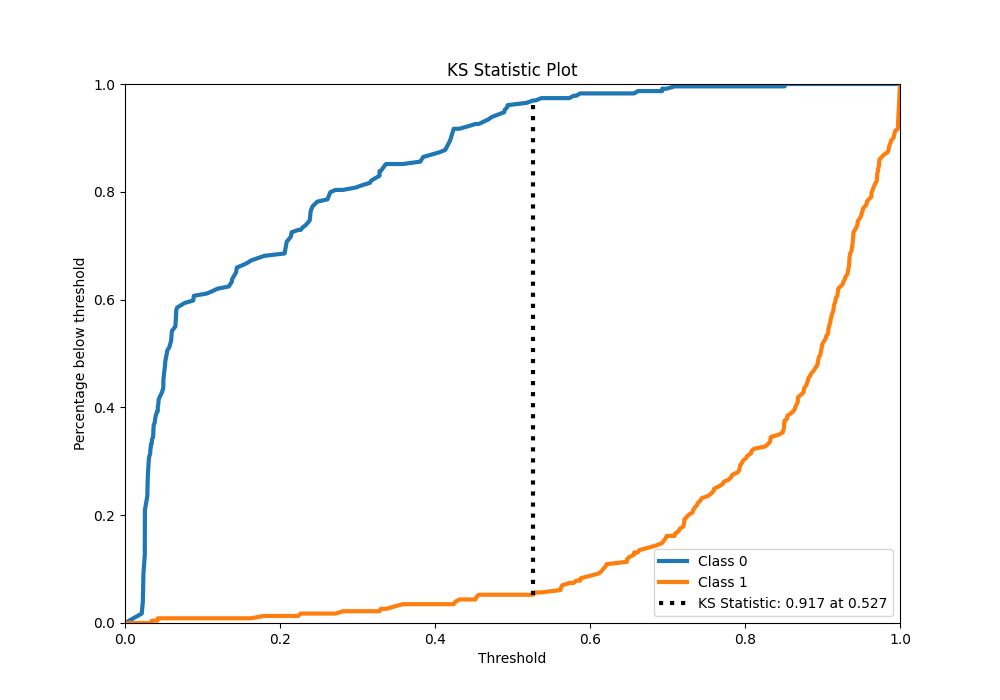 KS Statistic Plot
1.0
0.8
0.6
0.4
0.2
0.0
Percentage below threshold
0.0 0.2 0.4 0.6 0.8 1.0
Threshold
Class 0
Class 1
KS Statistic: 0.917 at 0.527